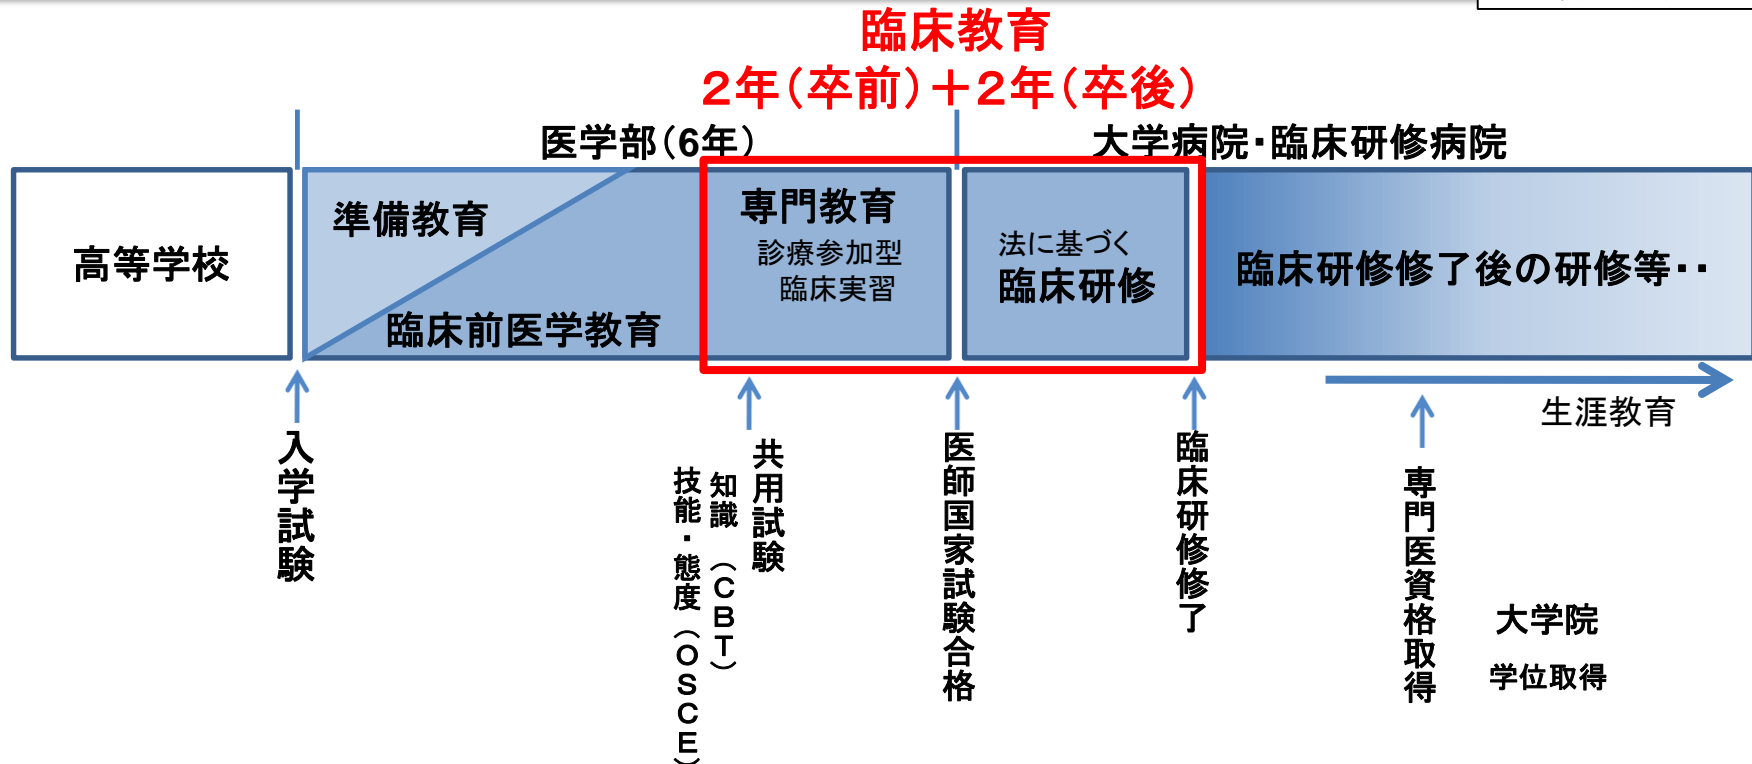 臨床教育
２年（卒前）＋２年（卒後）
医学部（6年）
大学病院・臨床研修病院
高等学校
準備教育
臨床前医学教育
専門教育
診療参加型
臨床実習
法に基づく
臨床研修
臨床研修修了後の研修等・・
生涯教育
入学試験
共用試験
知識　（ＣＢＴ）
技能・態度（ＯＳＣＥ）
医師国家試験合格
臨床研修修了
専門医資格取得
大学院
学位取得